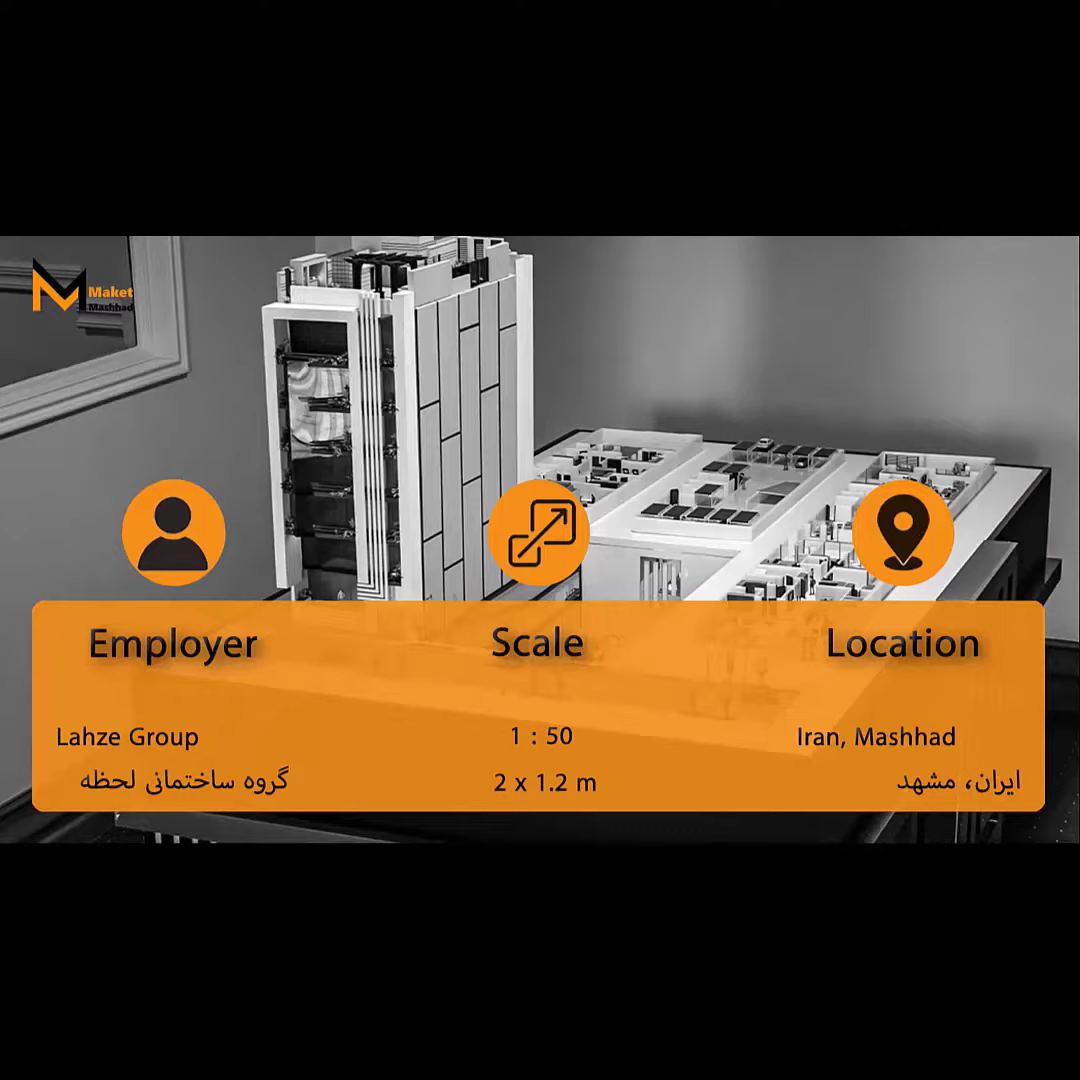 Maket
Mashhad
Employer
Scale
Location
Lahze Group
1 : 50
Iran, Mashhad
گروه ساختمانی لحظه
2 x 1.2 m
ایران، مشهد